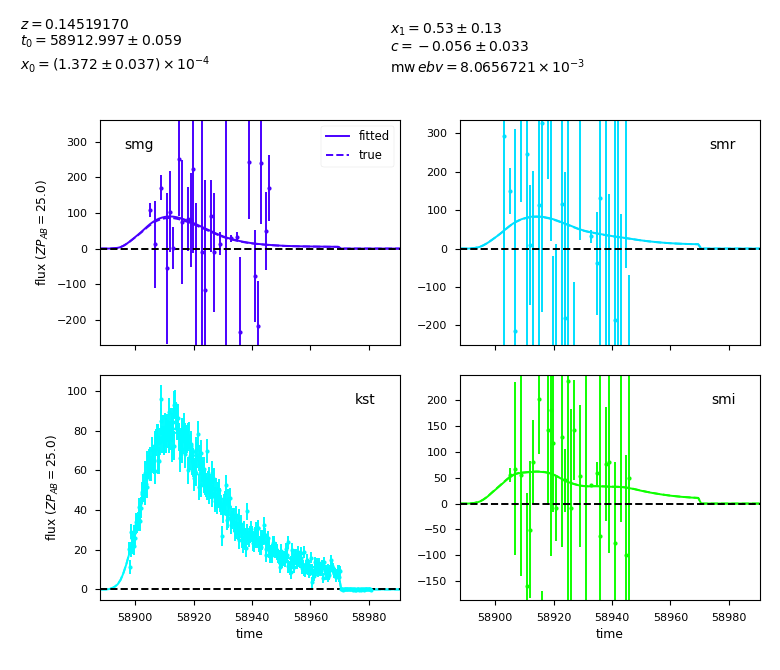 z = 0.14519170
t₀ = 58912.997 ± 0.059
x₀ = (1.372 ± 0.037) × 10⁻⁴
x₁ = 0.53 ± 0.13
c = −0.056 ± 0.033
mw ebv = 8.0656721 × 10⁻³
smg
fitted
true
300
200
100
0
−100
−200
flux (ZP_AB = 25.0)
smr
300
200
100
0
−100
−200
kst
100
80
60
40
20
0
flux (ZP_AB = 25.0)
58900 58920 58940 58960 58980
time
smi
200
150
100
50
0
−50
−100
−150
58900 58920 58940 58960 58980
time